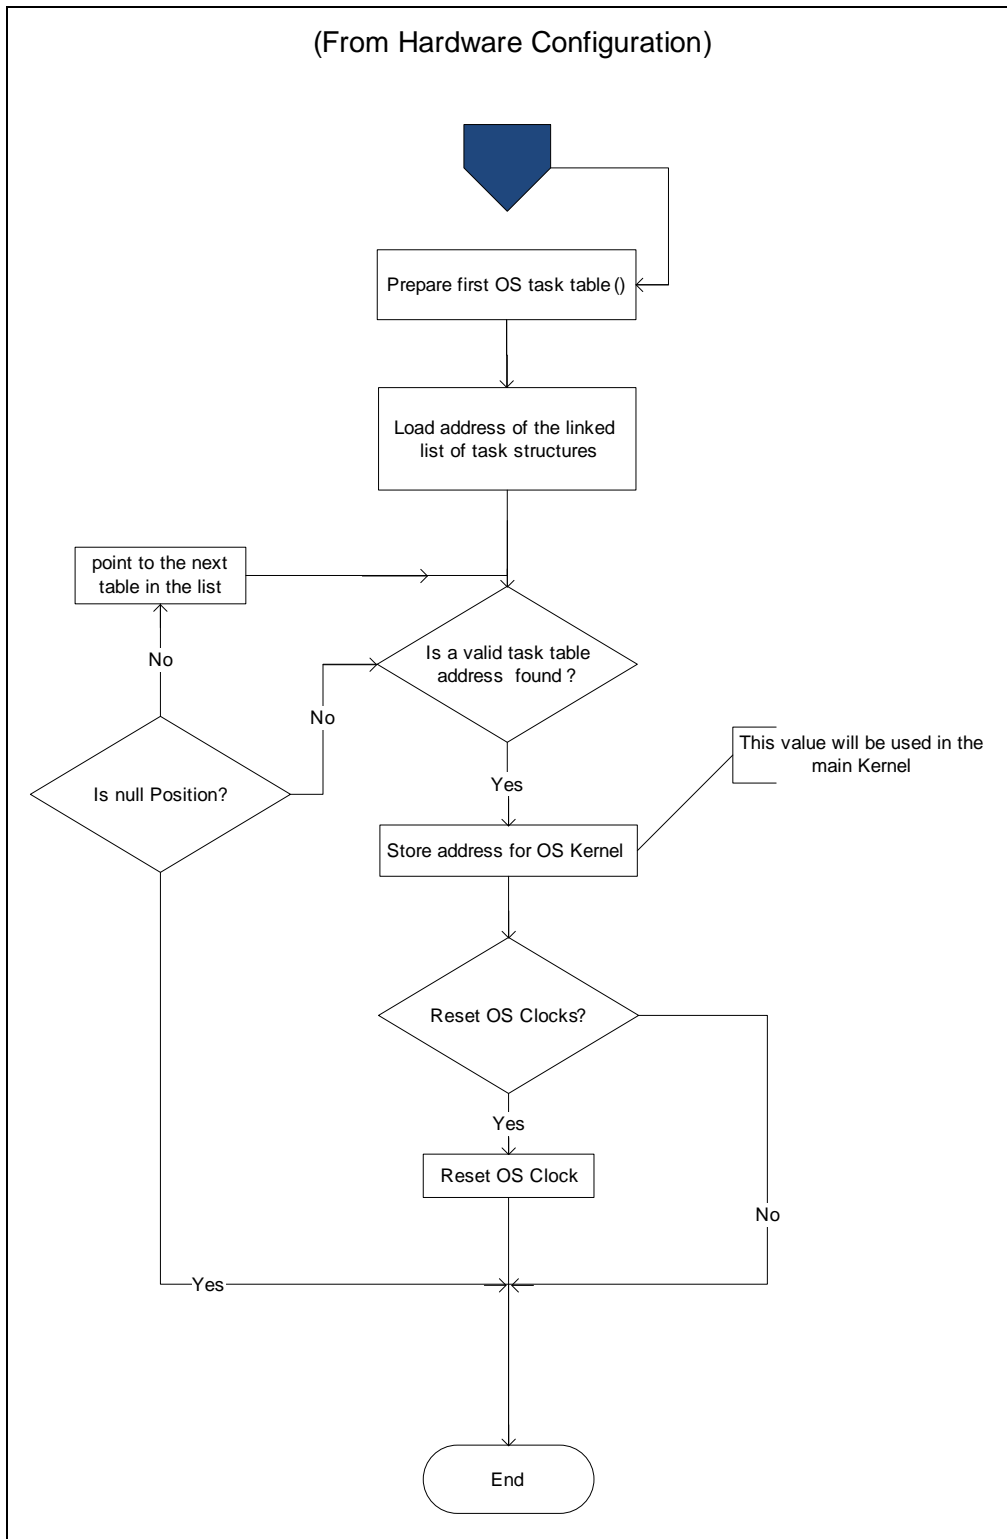 (From Hardware Configuration)
Prepare first OS task table ()
Load address of the linked
list of task structures
point to the next
table in the list
No
Is a valid task table
address found ?
No
Is null Position?
This value will be used in the
main Kernel
Yes
Store address for OS Kernel
Reset OS Clocks?
Yes
Reset OS Clock
No
Yes
End